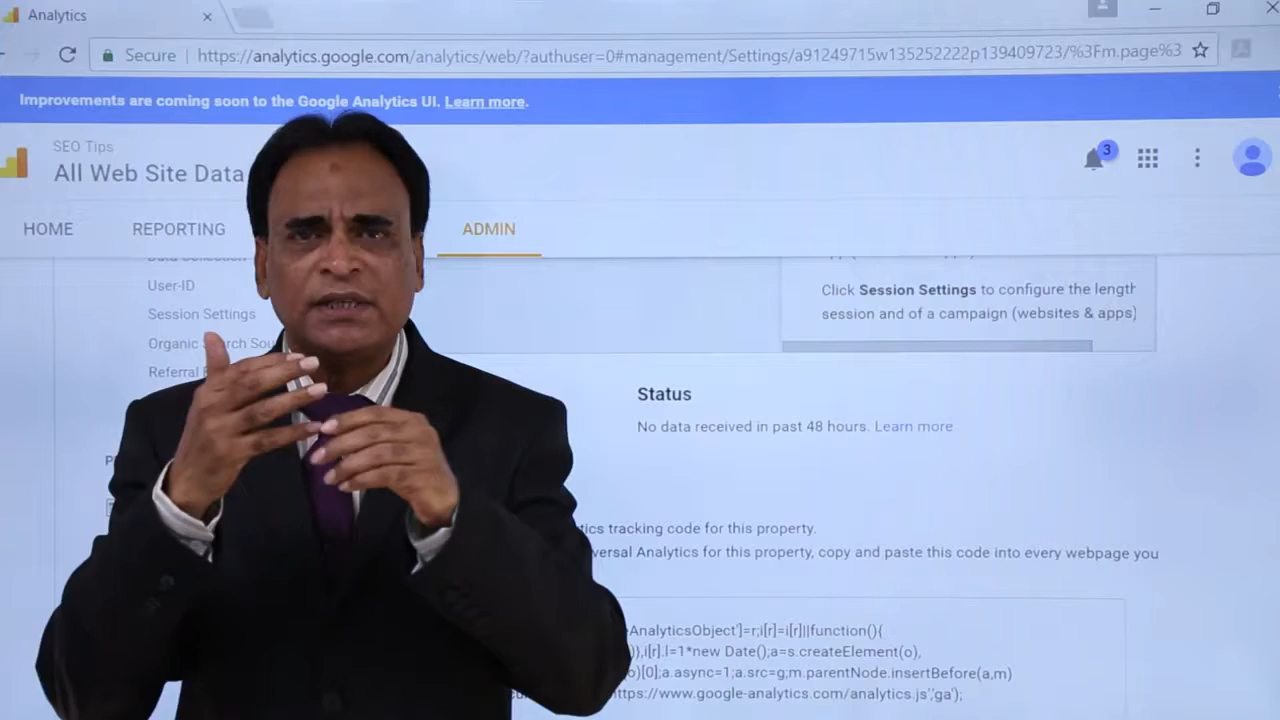 Analytics
Secure
https://analytics.google.com/analytics/web/?authuser=0#management/Settings/a91249715w135252222p139409723/%3Fm.page%3
Improvements are coming soon to the Google Analytics UI. Learn more.
SEO Tips
All Web Site Data
3
HOME
REPORTING
ADMIN
User-ID
Session Settings
Organic
rch Sou
Referral
Click Session Settings to configure the length
session and of a campaign (websites & apps)
Status
No data received in past 48 hours. Learn more
tics tracking code for this property.
versal Analytics for this property, copy and paste this code into every webpage you
AnalyticsObject']=r;i[r]=i[r]||function(){
)},i[r].l=1*new Date();a=s.createElement(o),
o)[0];a.async=1;a.src=g;m.parentNode.insertBefore(a,m)
ttps://www.google-analytics.com/analytics.js','ga');